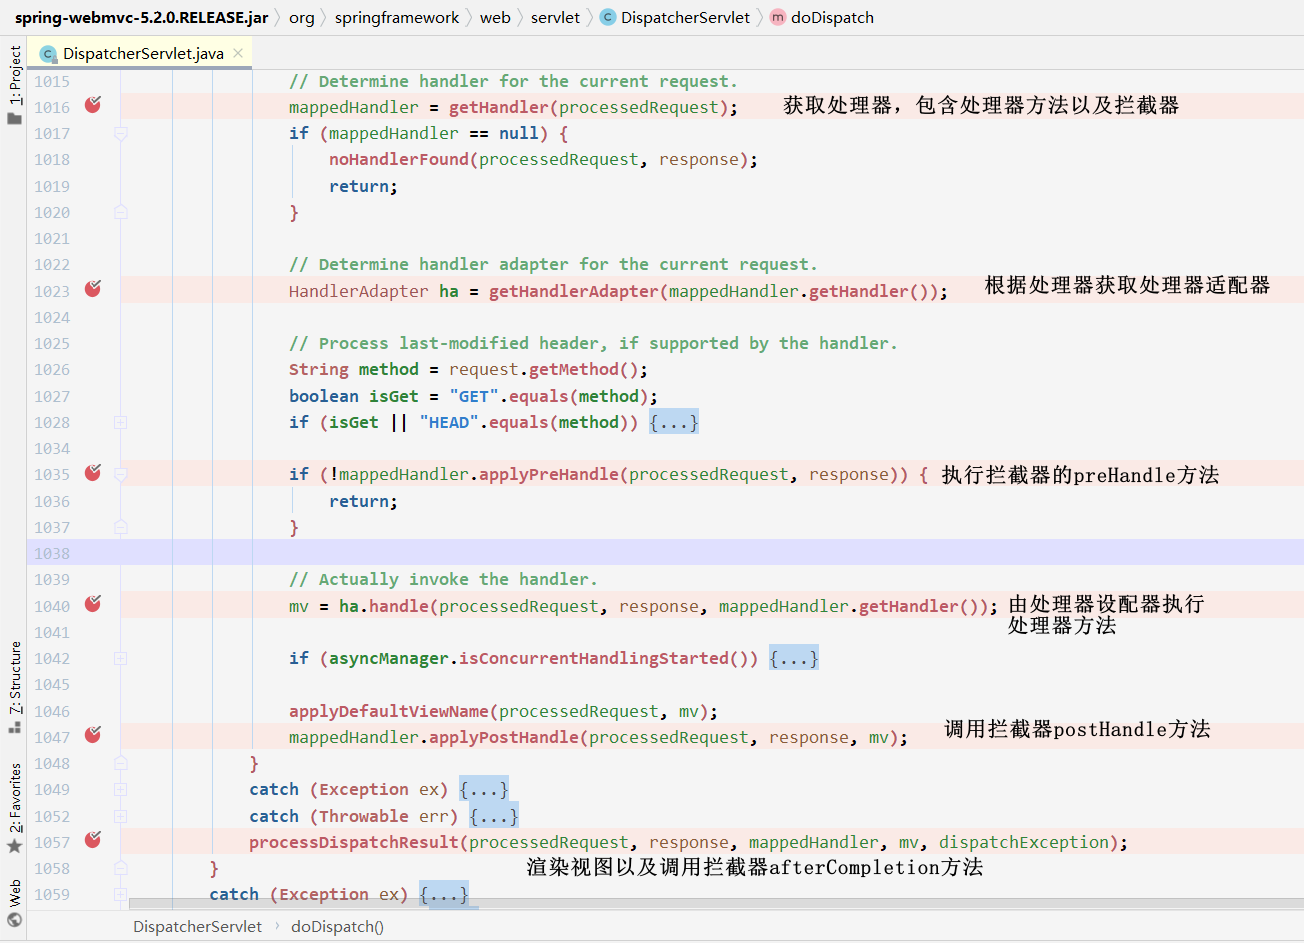 spring-webmvc-5.2.0.RELEASE.jar org springframework web servlet C DispatcherServlet m doDispatch
1: Project
7: Structure
2: Favorites
Web
C DispatcherServlet.java ×
1015 // Determine handler for the current request.
1016 mappedHandler = getHandler(processedRequest); 获取处理器，包含处理器方法以及拦截器
1017 if (mappedHandler == null) {
1018 noHandlerFound(processedRequest, response);
1019 return;
1020 }
1021
1022 // Determine handler adapter for the current request.
1023 HandlerAdapter ha = getHandlerAdapter(mappedHandler.getHandler()); 根据处理器获取处理器适配器
1024
1025 // Process last-modified header, if supported by the handler.
1026 String method = request.getMethod();
1027 boolean isGet = "GET".equals(method);
1028 if (isGet || "HEAD".equals(method)) {...}
1034
1035 if (!mappedHandler.applyPreHandle(processedRequest, response)) { 执行拦截器的preHandle方法
1036 return;
1037 }
1038
1039 // Actually invoke the handler.
1040 mv = ha.handle(processedRequest, response, mappedHandler.getHandler()); 由处理器设配器执行
处理器方法
1041
1042 if (asyncManager.isConcurrentHandlingStarted()) {...}
1045
1046 applyDefaultViewName(processedRequest, mv);
1047 mappedHandler.applyPostHandle(processedRequest, response, mv); 调用拦截器postHandle方法
1048 }
1049 catch (Exception ex) {...}
1052 catch (Throwable err) {...}
1057 processDispatchResult(processedRequest, response, mappedHandler, mv, dispatchException);
1058 } 渲染视图以及调用拦截器afterCompletion方法
1059 catch (Exception ex) {...}
DispatcherServlet doDispatch()